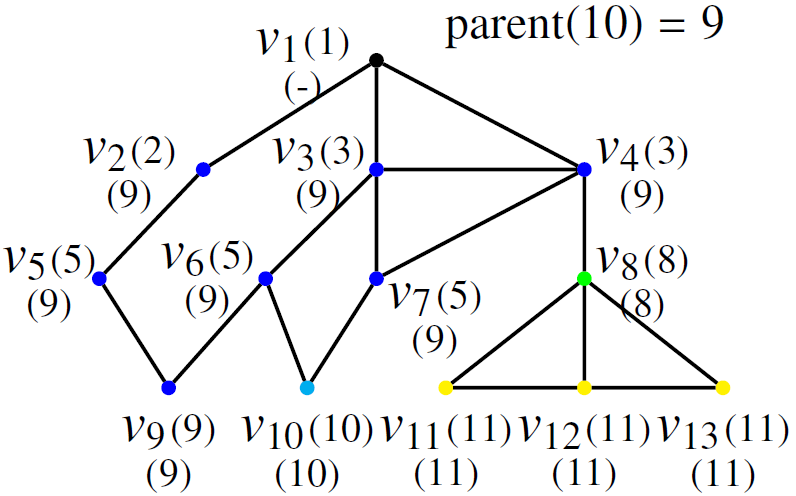 parent(10) = 9
v1(1)
(-)
v2(2)
(9)
v3(3)
(9)
v4(3)
(9)
v5(5)
(9)
v6(5)
(9)
v7(5)
(9)
v8(8)
(8)
v9(9)
(9)
v10(10)
(10)
v11(11)
(11)
v12(11)
(11)
v13(11)
(11)